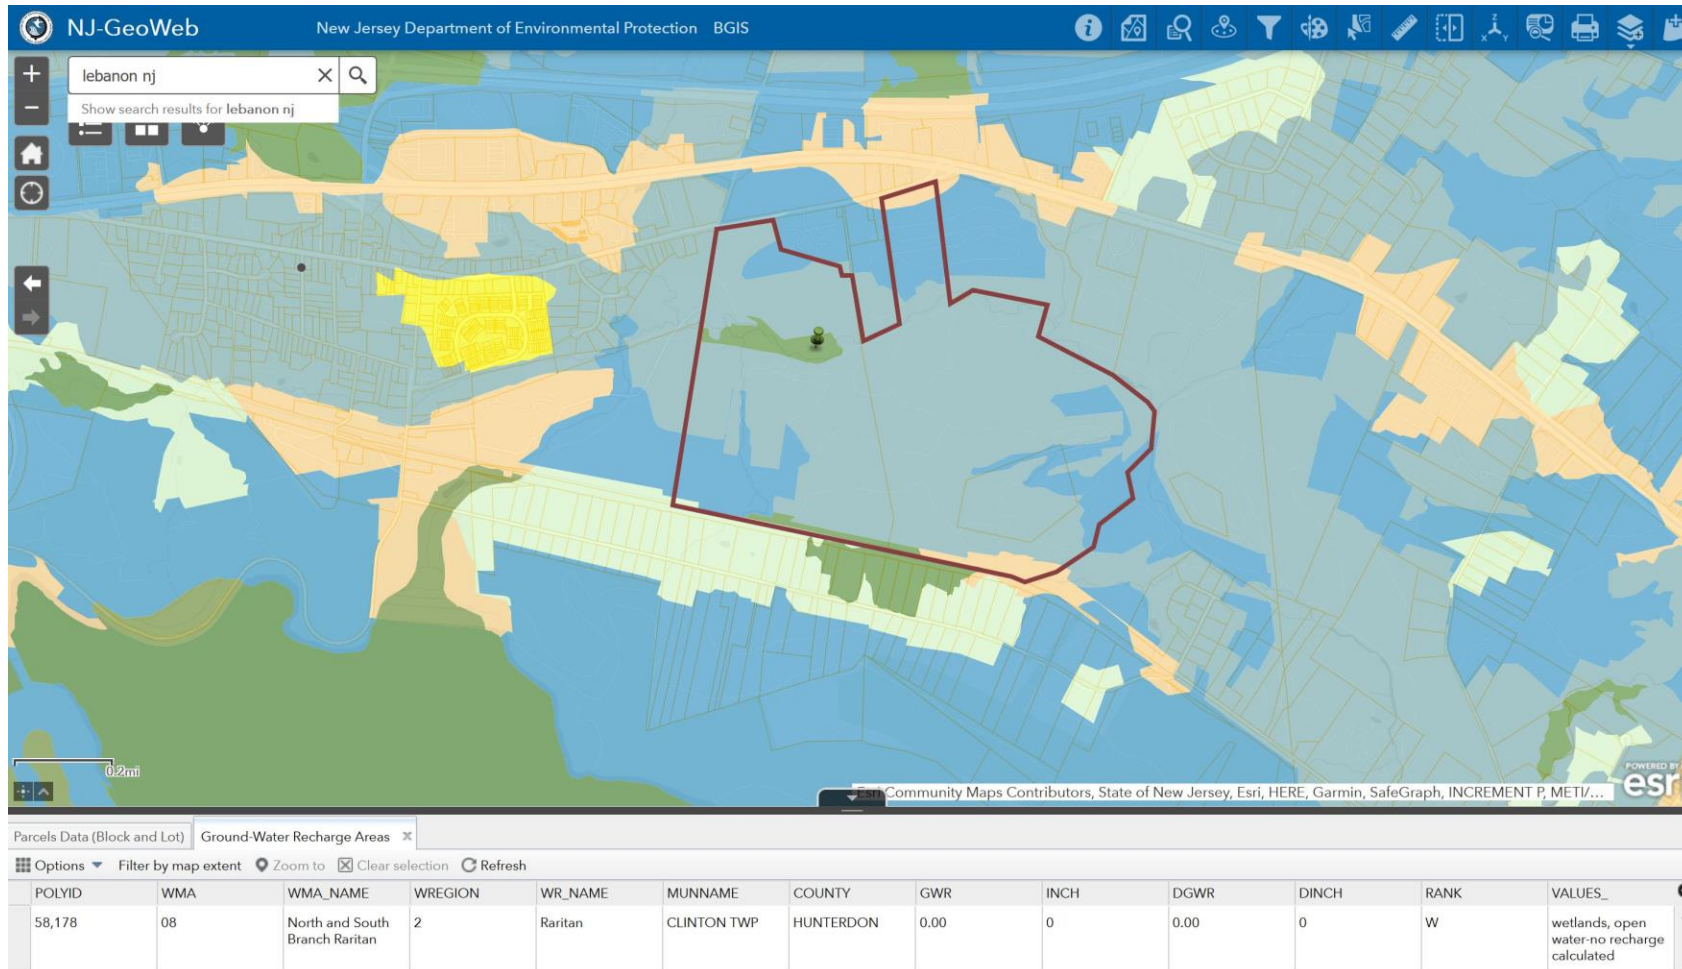 NJ-GeoWeb
New Jersey Department of Environmental Protection BGIS
+
lebanon nj
Show search results for lebanon nj
−
0.2mi
Esri Community Maps Contributors, State of New Jersey, Esri, HERE, Garmin, SafeGraph, INCREMENT P, METI/...
POWERED BY
esri
Parcels Data (Block and Lot) Ground-Water Recharge Areas x
Options Filter by map extent Zoom to Clear selection Refresh
POLYID WMA WMA_NAME WREGION WR_NAME MUNNAME COUNTY GWR INCH DGWR DINCH RANK VALUES_
58,178 08 North and South 2 Raritan CLINTON TWP HUNTERDON 0.00 0 0.00 0 W wetlands, open
Branch Raritan water-no recharge
calculated